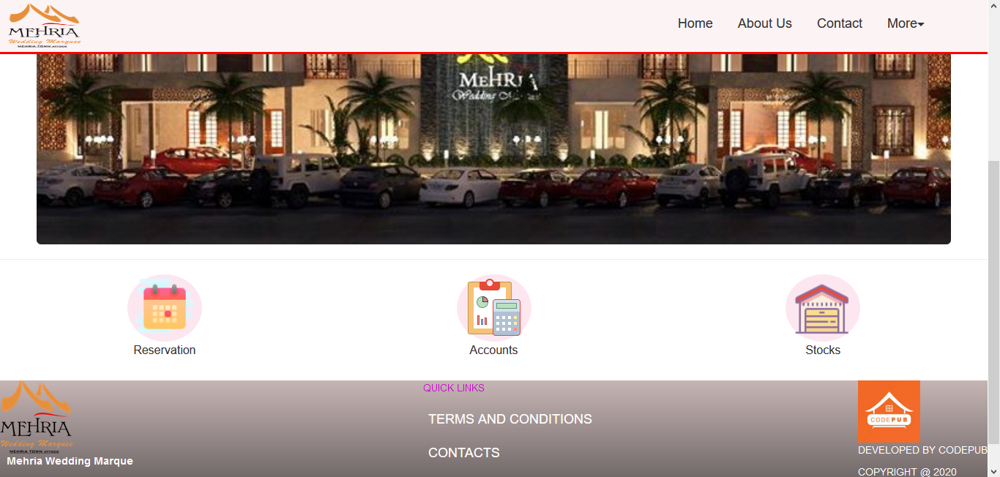 MEHRIA
Wedding Marquee
MEHRIA TOWN ATTOCK
Home
About Us
Contact
More
MEHRIA
Wedding
Reservation
Accounts
Stocks
MEHRIA
Wedding Marquee
MEHRIA TOWN ATTOCK
Mehria Wedding Marque
QUICK LINKS
TERMS AND CONDITIONS
CONTACTS
CODEPUB
DEVELOPED BY CODEPUB
COPYRIGHT @ 2020